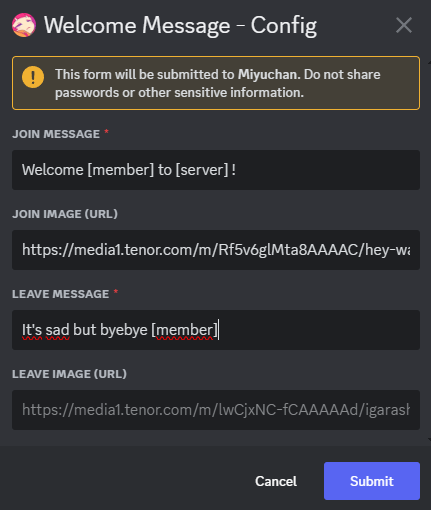 Welcome Message - Config
This form will be submitted to Miyuchan. Do not share
passwords or other sensitive information.
JOIN MESSAGE *
Welcome [member] to [server] !
JOIN IMAGE (URL)
https://media1.tenor.com/m/Rf5v6glMta8AAAAC/hey-wa
LEAVE MESSAGE *
It's sad but byebye [member]
LEAVE IMAGE (URL)
https://media1.tenor.com/m/lwCjxNC-fCAAAAAd/igarash
Cancel
Submit